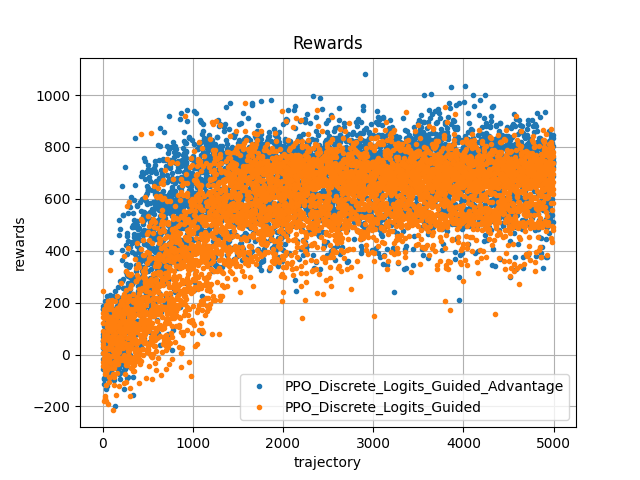 Rewards
1000
800
600
400
200
0
−200
rewards
0
1000
2000
3000
4000
5000
trajectory
PPO_Discrete_Logits_Guided_Advantage
PPO_Discrete_Logits_Guided